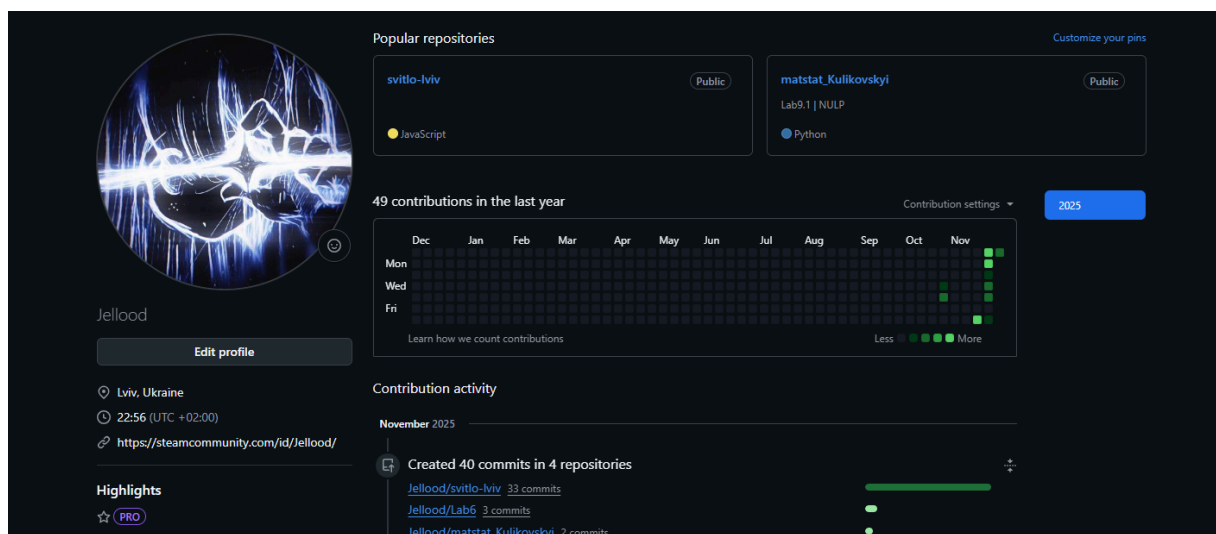 Popular repositories
Customize your pins
svitlo-lviv Public
JavaScript
matstat_Kulikovskyi Public
Lab9.1 | NULP
Python
49 contributions in the last year
Contribution settings
2025
Dec Jan Feb Mar Apr May Jun Jul Aug Sep Oct Nov
Mon
Wed
Fri
Learn how we count contributions
Less More
Jellood
Edit profile
Lviv, Ukraine
22:56 (UTC +02:00)
https://steamcommunity.com/id/Jellood/
Highlights
PRO
Contribution activity
November 2025
Created 40 commits in 4 repositories
Jellood/svitlo-lviv 33 commits
Jellood/Lab6 3 commits
Jellood/matstat_Kulikovskyi 2 commits